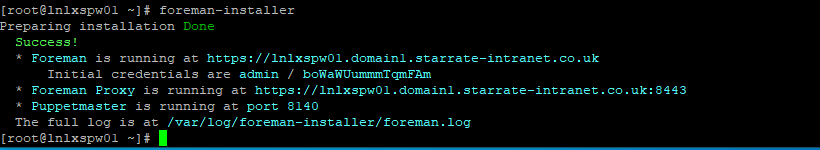 [root@lnlxspw01 ~]# foreman-installer
Preparing installation Done
Success!
* Foreman is running at https://lnlxspw01.domain1.starrate-intranet.co.uk
Initial credentials are admin / boWaWUummmTqmFAm
* Foreman Proxy is running at https://lnlxspw01.domain1.starrate-intranet.co.uk:8443
* Puppetmaster is running at port 8140
The full log is at /var/log/foreman-installer/foreman.log
[root@lnlxspw01 ~]#